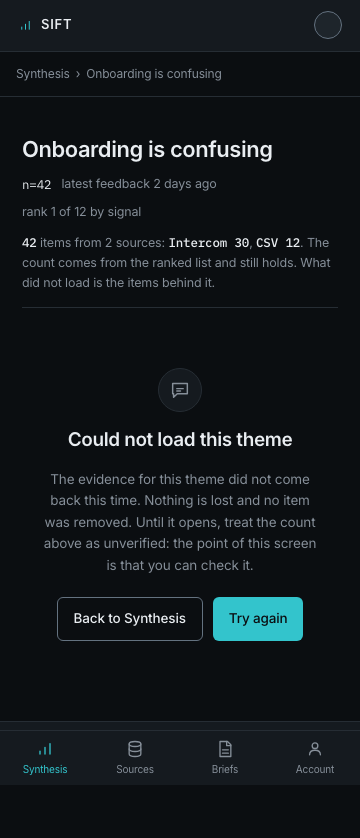 SIFT
Synthesis › Onboarding is confusing
Onboarding is confusing
n=42 latest feedback 2 days ago
rank 1 of 12 by signal
42 items from 2 sources: Intercom 30, CSV 12. The
count comes from the ranked list and still holds. What
did not load is the items behind it.
Could not load this theme
The evidence for this theme did not come
back this time. Nothing is lost and no item
was removed. Until it opens, treat the count
above as unverified: the point of this screen
is that you can check it.
Back to Synthesis Try again
Synthesis Sources Briefs Account